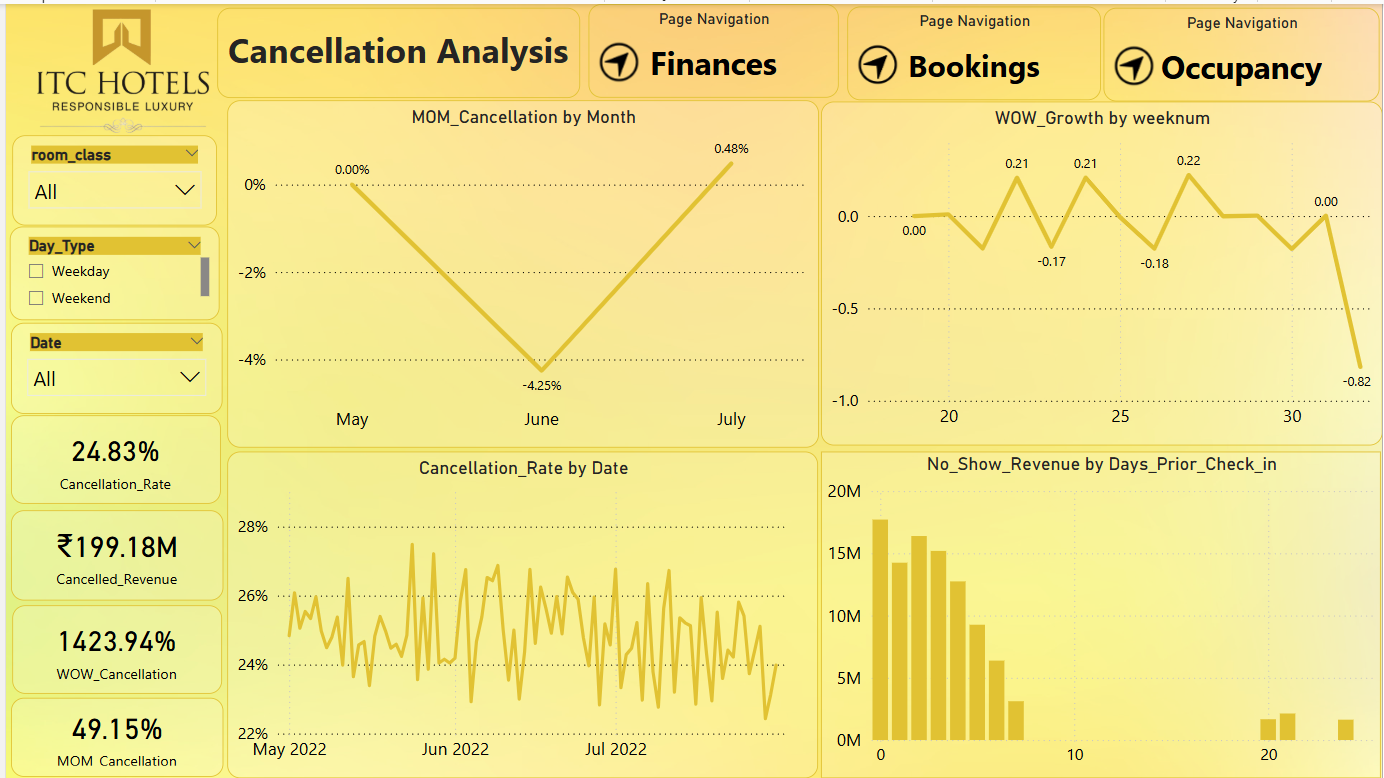 ITC HOTELS
RESPONSIBLE LUXURY
Cancellation Analysis
Page Navigation
Finances
Page Navigation
Bookings
Page Navigation
Occupancy
room_class
All
Day_Type
Weekday
Weekend
Date
All
24.83%
Cancellation_Rate
₹199.18M
Cancelled_Revenue
1423.94%
WOW_Cancellation
49.15%
MOM Cancellation
MOM_Cancellation by Month
0%
-2%
-4%
0.00%
-4.25%
0.48%
May June July
WOW_Growth by weeknum
0.0
-0.5
-1.0
0.00
0.21
-0.17
0.21
-0.18
0.22
0.00
-0.82
20 25 30
Cancellation_Rate by Date
28%
26%
24%
22%
May 2022 Jun 2022 Jul 2022
No_Show_Revenue by Days_Prior_Check_in
20M
15M
10M
5M
0M
0 10 20